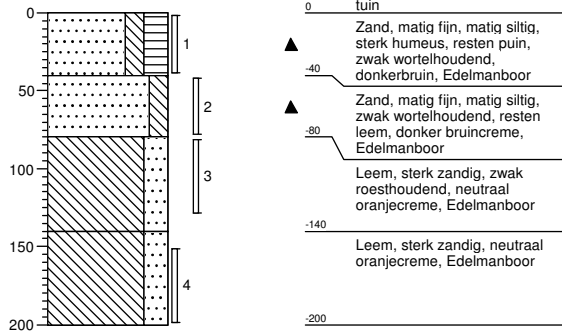 0
50
100
150
200
1
2
3
4
0
tuin
Zand, matig fijn, matig siltig,
sterk humeus, resten puin,
zwak wortelhoudend,
donkerbruin, Edelmanboor
-40
Zand, matig fijn, matig siltig,
zwak wortelhoudend, resten
leem, donker bruincreme,
Edelmanboor
-80
Leem, sterk zandig, zwak
roesthoudend, neutraal
oranjecreme, Edelmanboor
-140
Leem, sterk zandig, neutraal
oranjecreme, Edelmanboor
-200